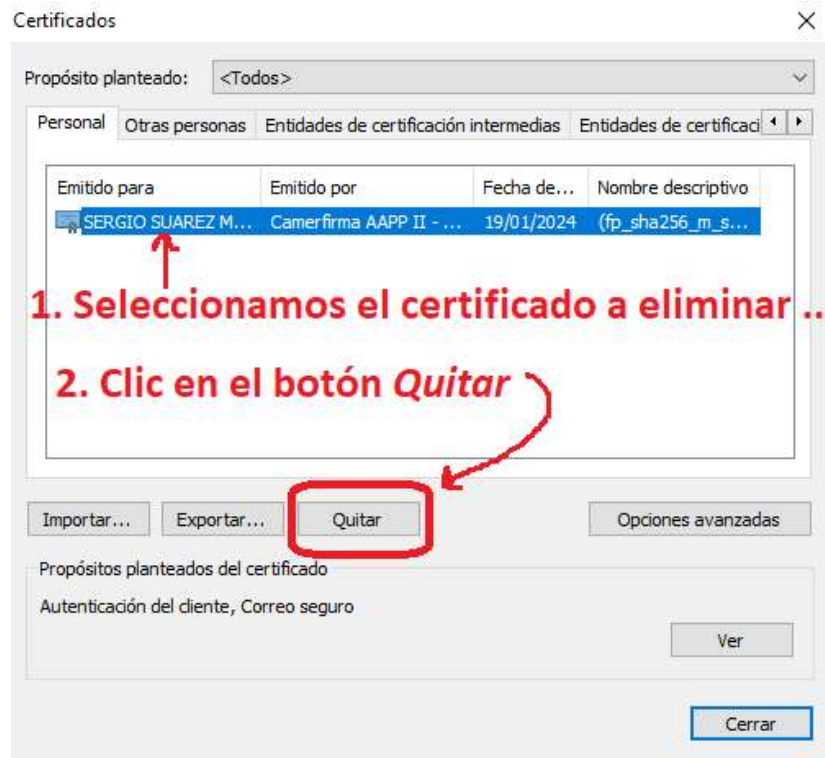 Certificados
Propósito planteado: <Todos>
Personal Otras personas Entidades de certificación intermedias Entidades de certificaci
Emitido para Emitido por Fecha de... Nombre descriptivo
SERGIO SUAREZ M... Camerfirma AAPP II - ... 19/01/2024 (fp_sha256_m_s...
1. Seleccionamos el certificado a eliminar ..
2. Clic en el botón Quitar
Importar... Exportar... Quitar Opciones avanzadas
Propósitos planteados del certificado
Autenticación del cliente, Correo seguro
Ver
Cerrar